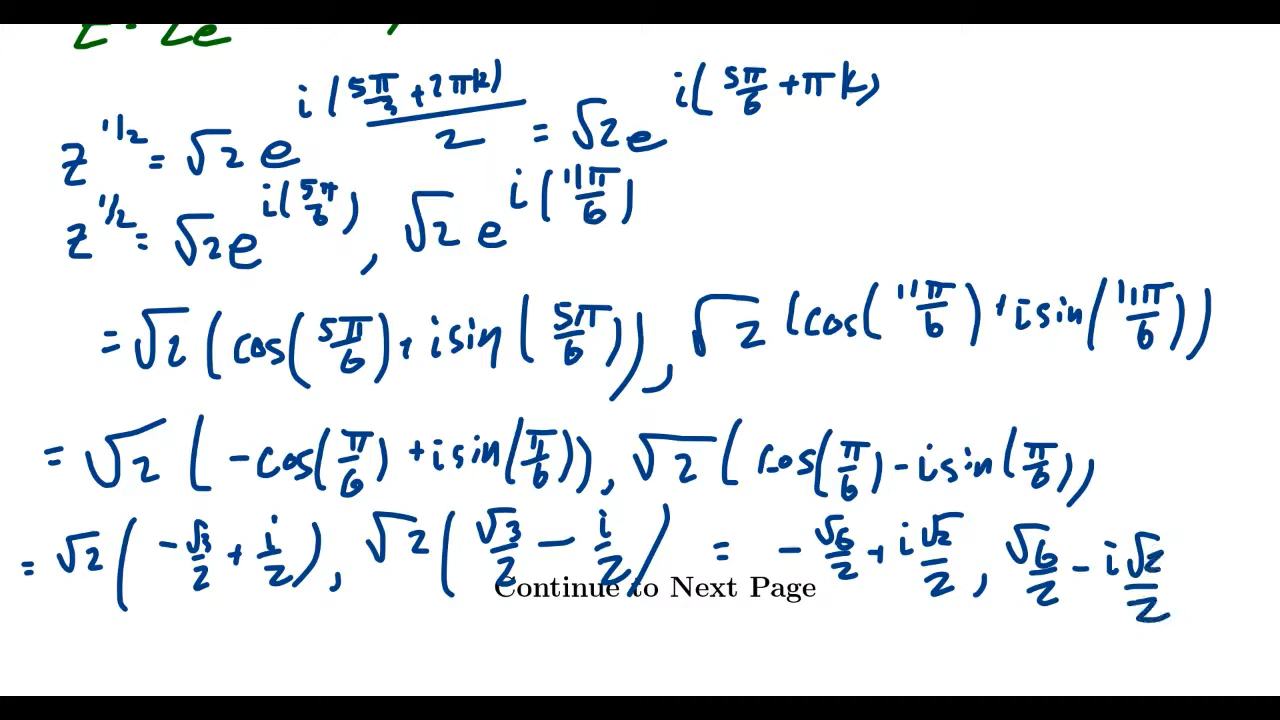 z = 2e
z^{1/2} = √2 e^{i(5π/3 + 2πk)/2} = √2 e^{i(5π/6 + πk)}
z^{1/2} = √2 e^{i(5π/6)}, √2 e^{i(11π/6)}
= √2 (cos(5π/6) + i sin(5π/6)), √2 (cos(11π/6) + i sin(11π/6))
= √2 (-cos(π/6) + i sin(π/6)), √2 (cos(π/6) - i sin(π/6))
= √2 (-√3/2 + i/2), √2 (√3/2 - i/2) = -√6/2 + i√2/2, √6/2 - i√2/2
Continue to Next Page